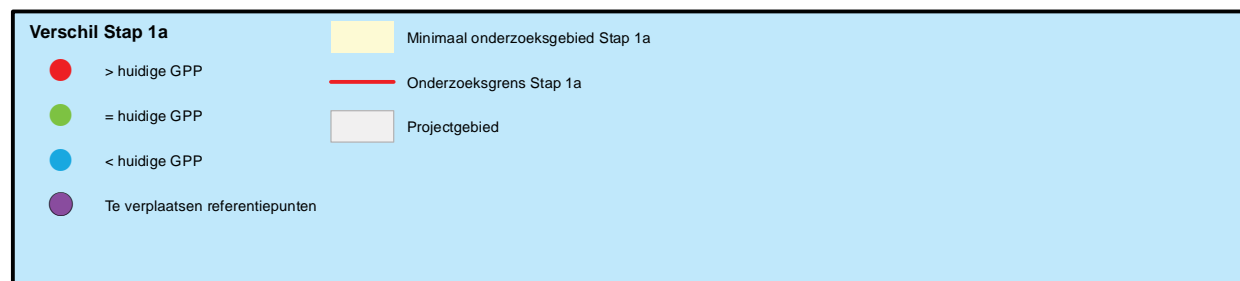 Verschil Stap 1a
> huidige GPP
= huidige GPP
< huidige GPP
Te verplaatsen referentiepunten
Minimaal onderzoeksgebied Stap 1a
Onderzoeksgrens Stap 1a
Projectgebied